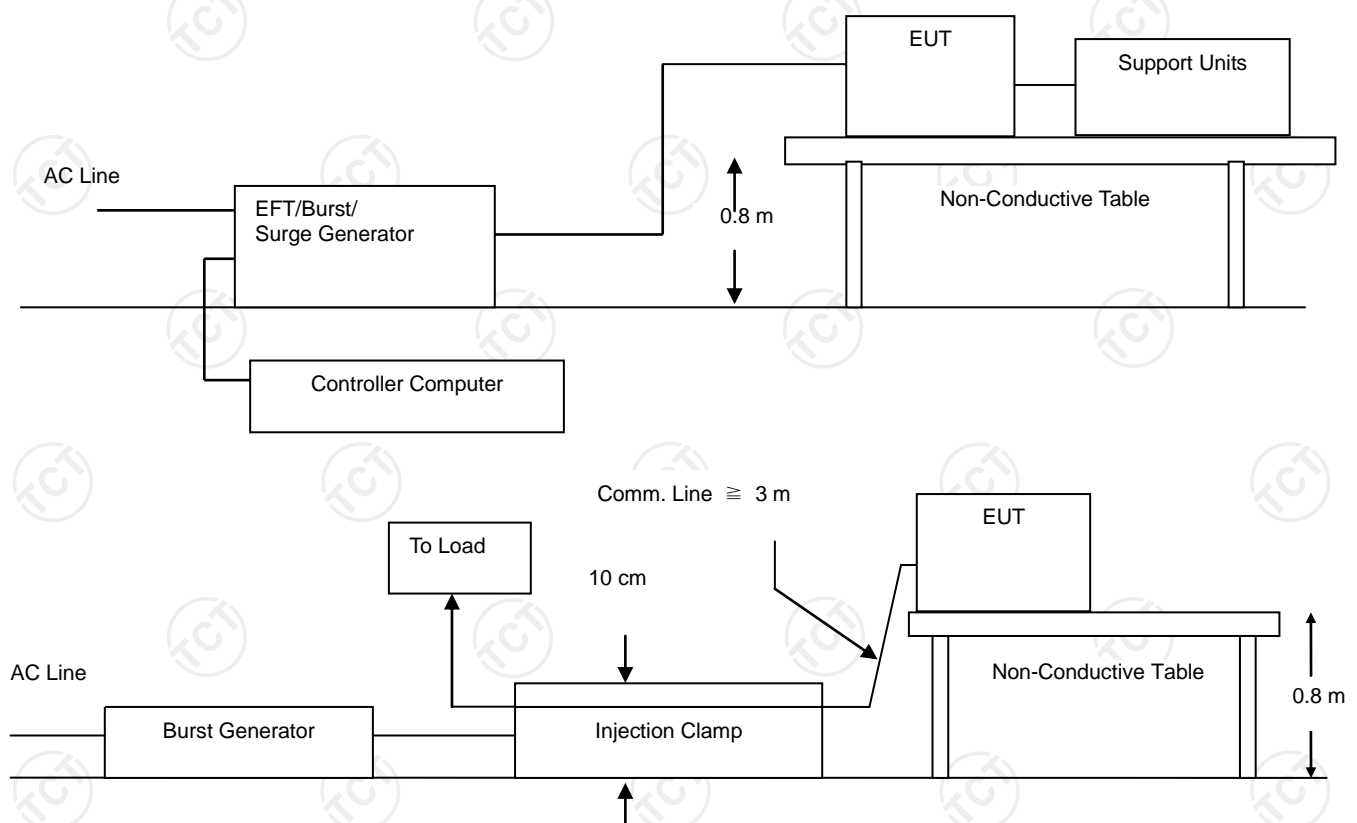 EUT
Support Units
AC Line
EFT/Burst/
Surge Generator
0.8 m
Non-Conductive Table
Controller Computer
Comm. Line ≧ 3 m
EUT
To Load
10 cm
AC Line
Non-Conductive Table
0.8 m
Burst Generator
Injection Clamp
TCT